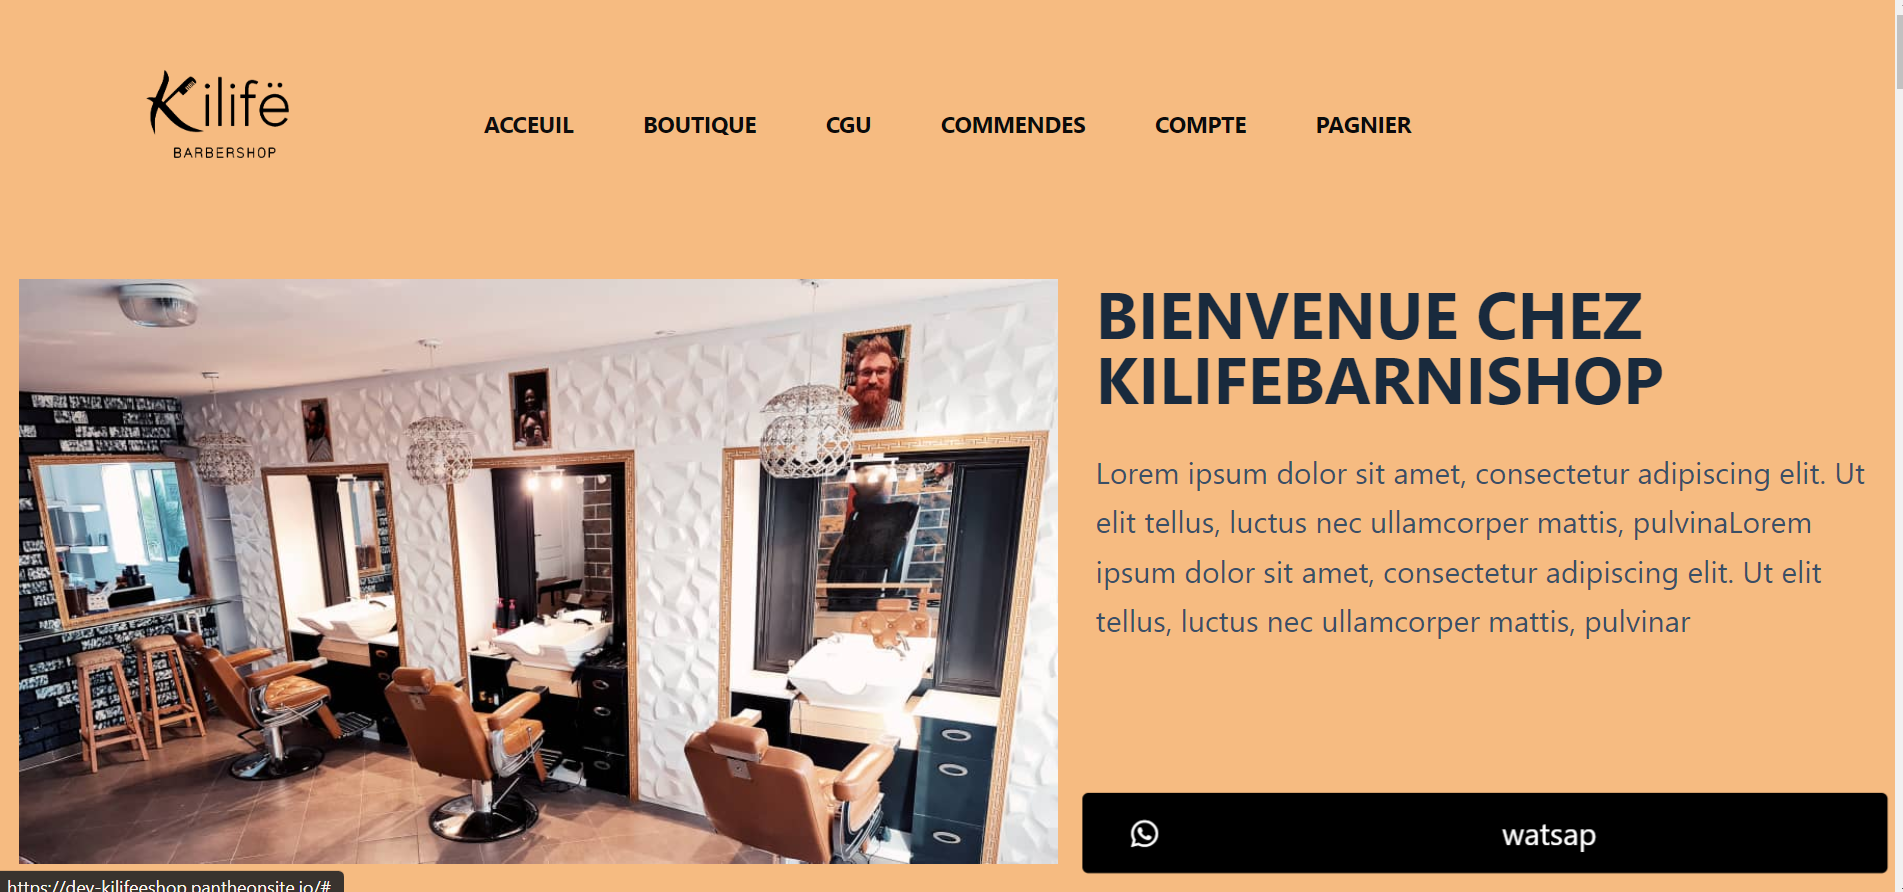 Kilifë
BARBERSHOP
ACCEUIL BOUTIQUE CGU COMMENDES COMPTE PAGNIER
BIENVENUE CHEZ
KILIFEBARNISHOP
Lorem ipsum dolor sit amet, consectetur adipiscing elit. Ut
elit tellus, luctus nec ullamcorper mattis, pulvinaLorem
ipsum dolor sit amet, consectetur adipiscing elit. Ut elit
tellus, luctus nec ullamcorper mattis, pulvinar
watsap
https://dev-kilifeeshop.pantheonsite.io/#